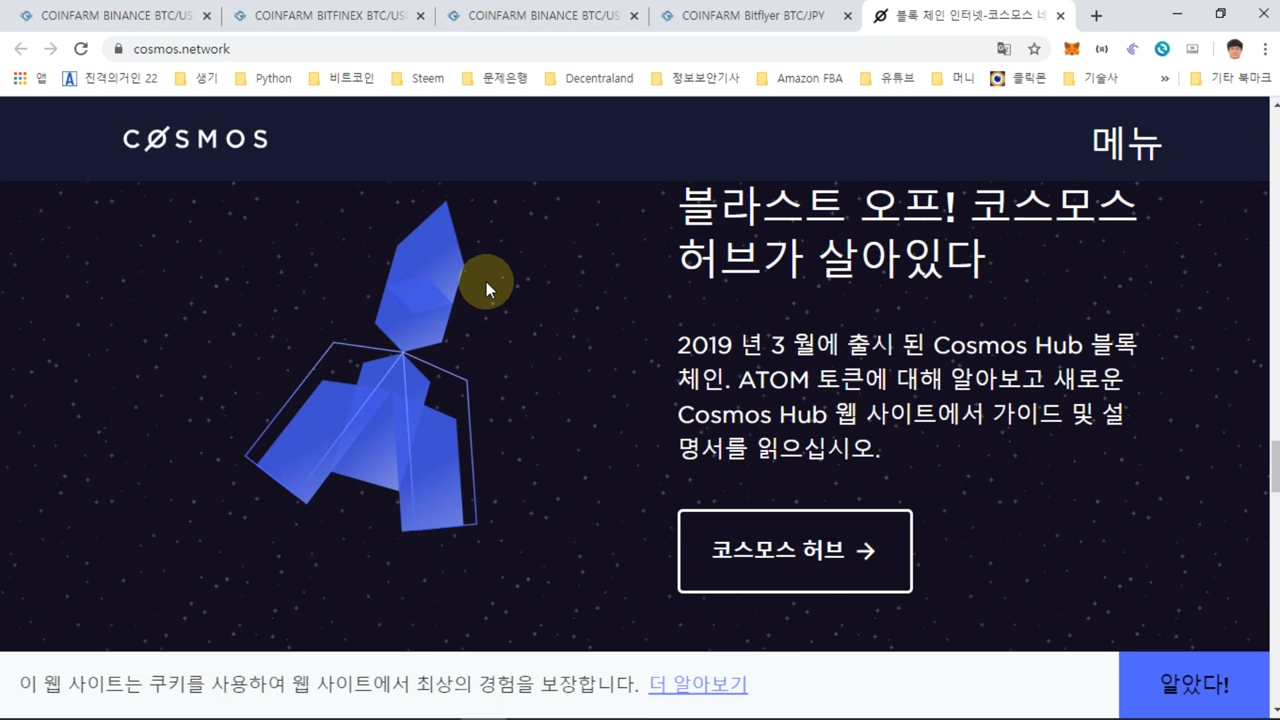 COINFARM BINANCE BTC/US
COINFARM BITFINEX BTC/US
COINFARM BINANCE BTC/US
COINFARM Bitflyer BTC/JPY
블록 체인 인터넷-코스모스 네
cosmos.network
앱
진격의거인 22
생기
Python
비트코인
Steem
문제은행
Decentraland
정보보안기사
Amazon FBA
유튜브
머니
클릭몬
기술사
»
기타 북마크
COSMOS
메뉴
블라스트 오프! 코스모스
허브가 살아있다
2019 년 3 월에 출시 된 Cosmos Hub 블록
체인. ATOM 토큰에 대해 알아보고 새로운
Cosmos Hub 웹 사이트에서 가이드 및 설
명서를 읽으십시오.
코스모스 허브 →
이 웹 사이트는 쿠키를 사용하여 웹 사이트에서 최상의 경험을 보장합니다. 더 알아보기
알았다!